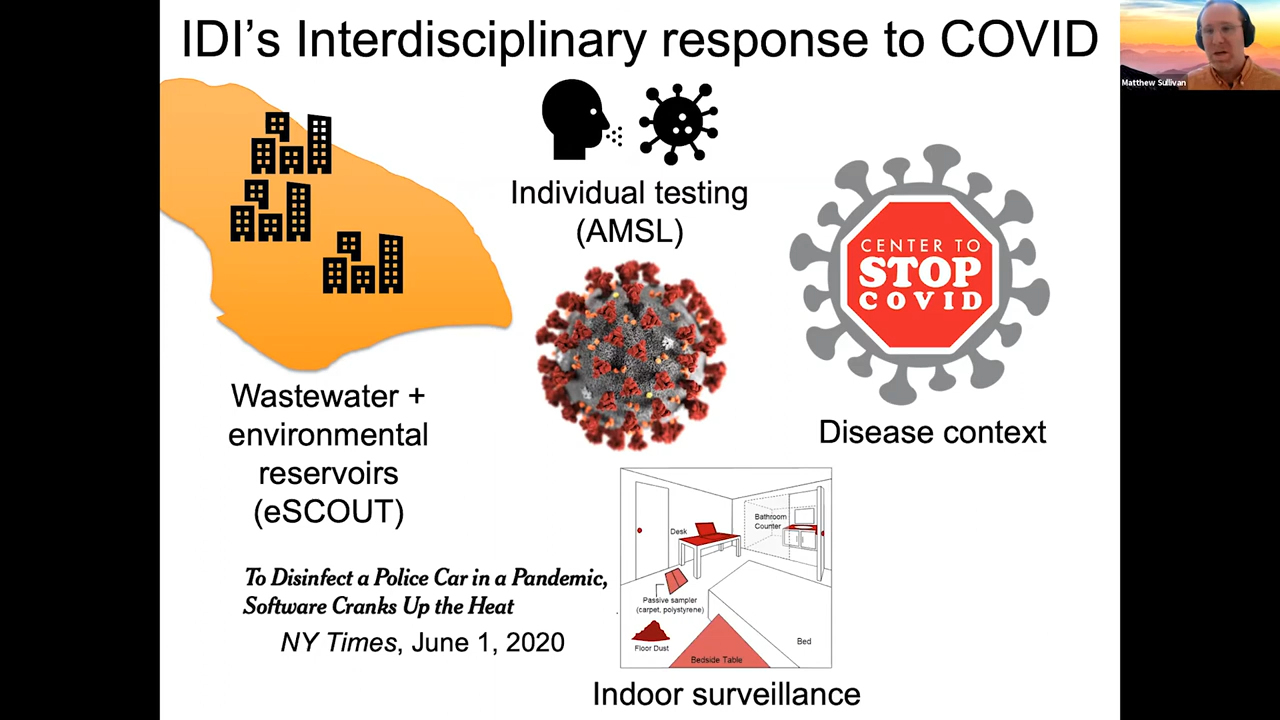 IDI's Interdisciplinary response to COVID
Matthew Sullivan
Individual testing
(AMSL)
CENTER TO
STOP
COVID
Disease context
Wastewater +
environmental
reservoirs
(eSCOUT)
To Disinfect a Police Car in a Pandemic,
Software Cranks Up the Heat
NY Times, June 1, 2020
Desk
Bathroom
Counter
Passive sampler
(carpet, polystyrene)
Floor Dust
Bedside Table
Bed
Indoor surveillance